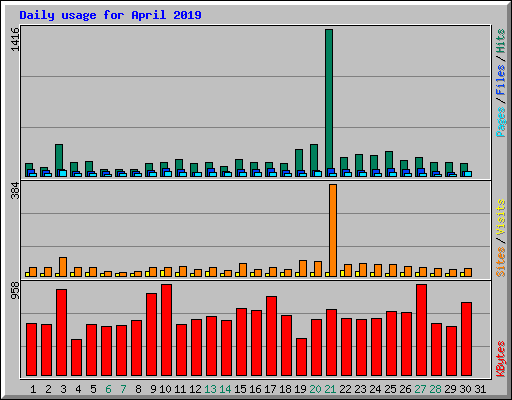 Daily usage for April 2019
1416
Pages / Files / Hits
384
Sites / Visits
958
KBytes
1 2 3 4 5 6 7 8 9 10 11 12 13 14 15 16 17 18 19 20 21 22 23 24 25 26 27 28 29 30 31